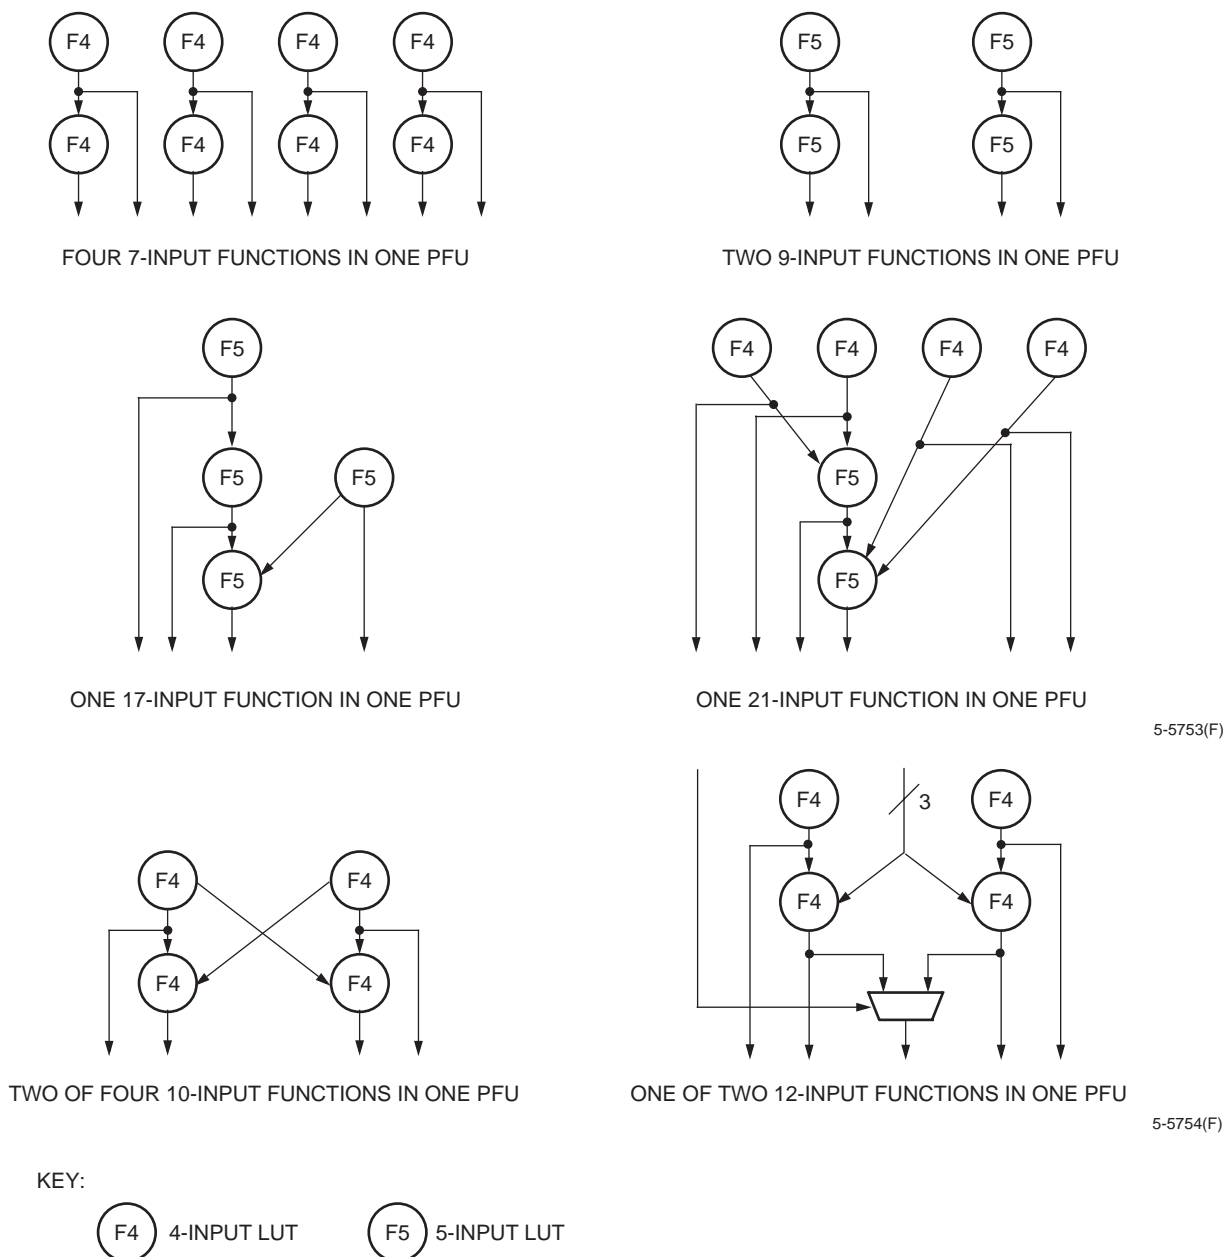 F4 F4 F4 F4
F4 F4 F4 F4
FOUR 7-INPUT FUNCTIONS IN ONE PFU
F5 F5
F5 F5
TWO 9-INPUT FUNCTIONS IN ONE PFU
F5
F5 F5
F5
ONE 17-INPUT FUNCTION IN ONE PFU
F4 F4 F4 F4
F5
F5
ONE 21-INPUT FUNCTION IN ONE PFU
5-5753(F)
F4 F4
F4 F4
TWO OF FOUR 10-INPUT FUNCTIONS IN ONE PFU
F4 3 F4
F4 F4
ONE OF TWO 12-INPUT FUNCTIONS IN ONE PFU
5-5754(F)
KEY:
F4 4-INPUT LUT F5 5-INPUT LUT